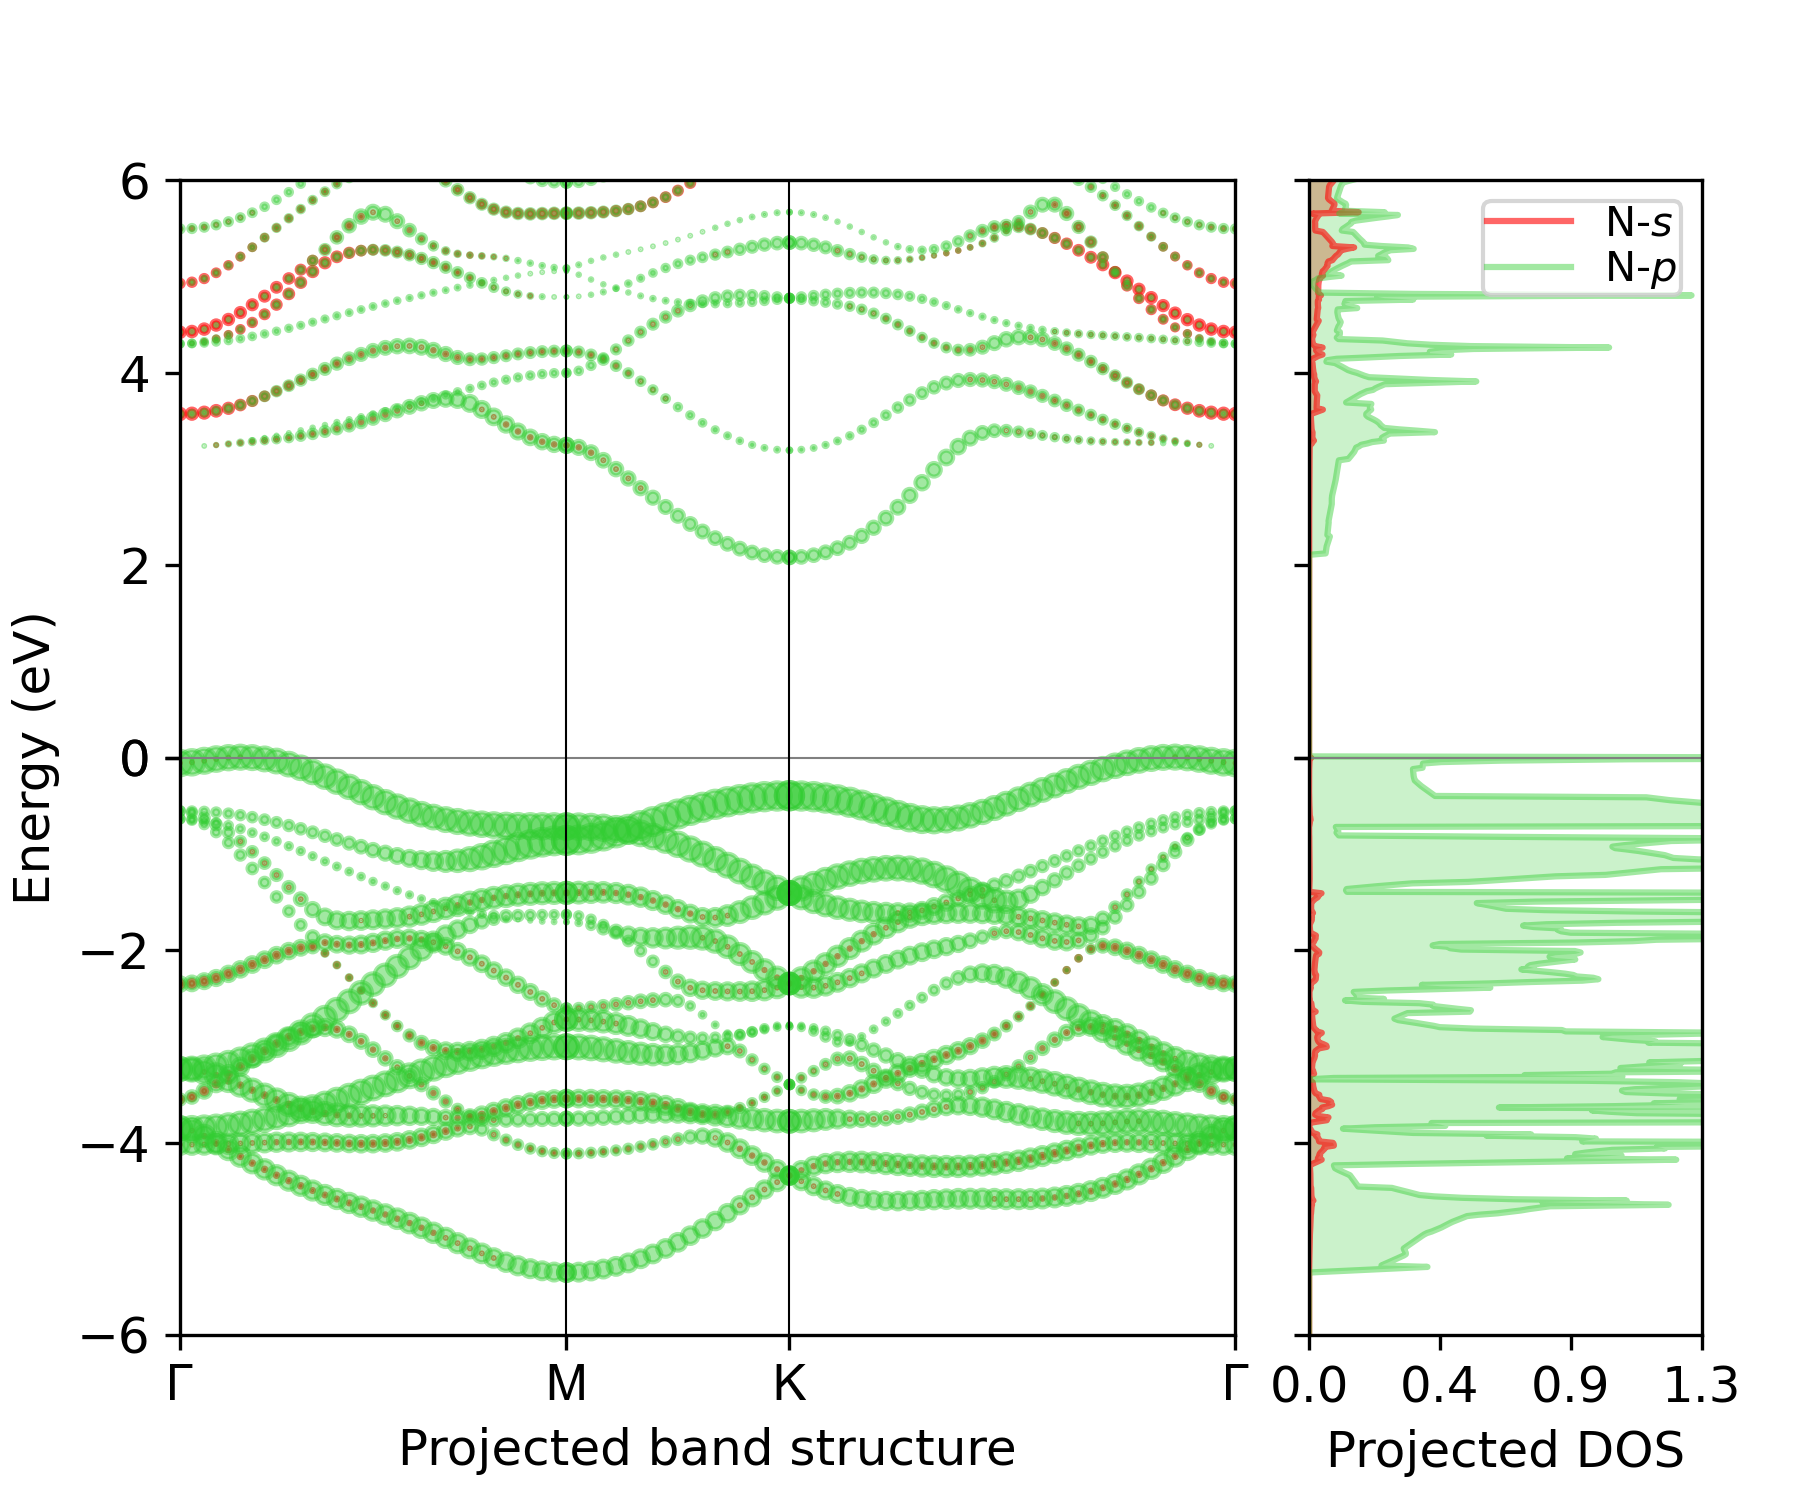 6
4
2
0
−2
−4
−6
Energy (eV)
Γ M K Γ
Projected band structure
N-s
N-p
0.0 0.4 0.9 1.3
Projected DOS